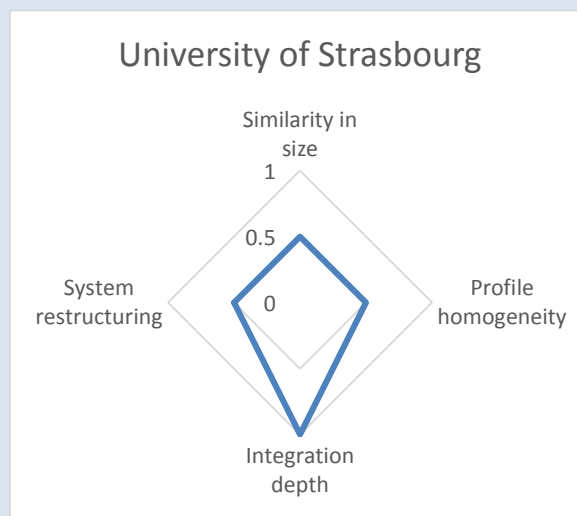 University of Strasbourg
Similarity in
size
1
0.5
System
restructuring
0
Profile
homogeneity
Integration
depth